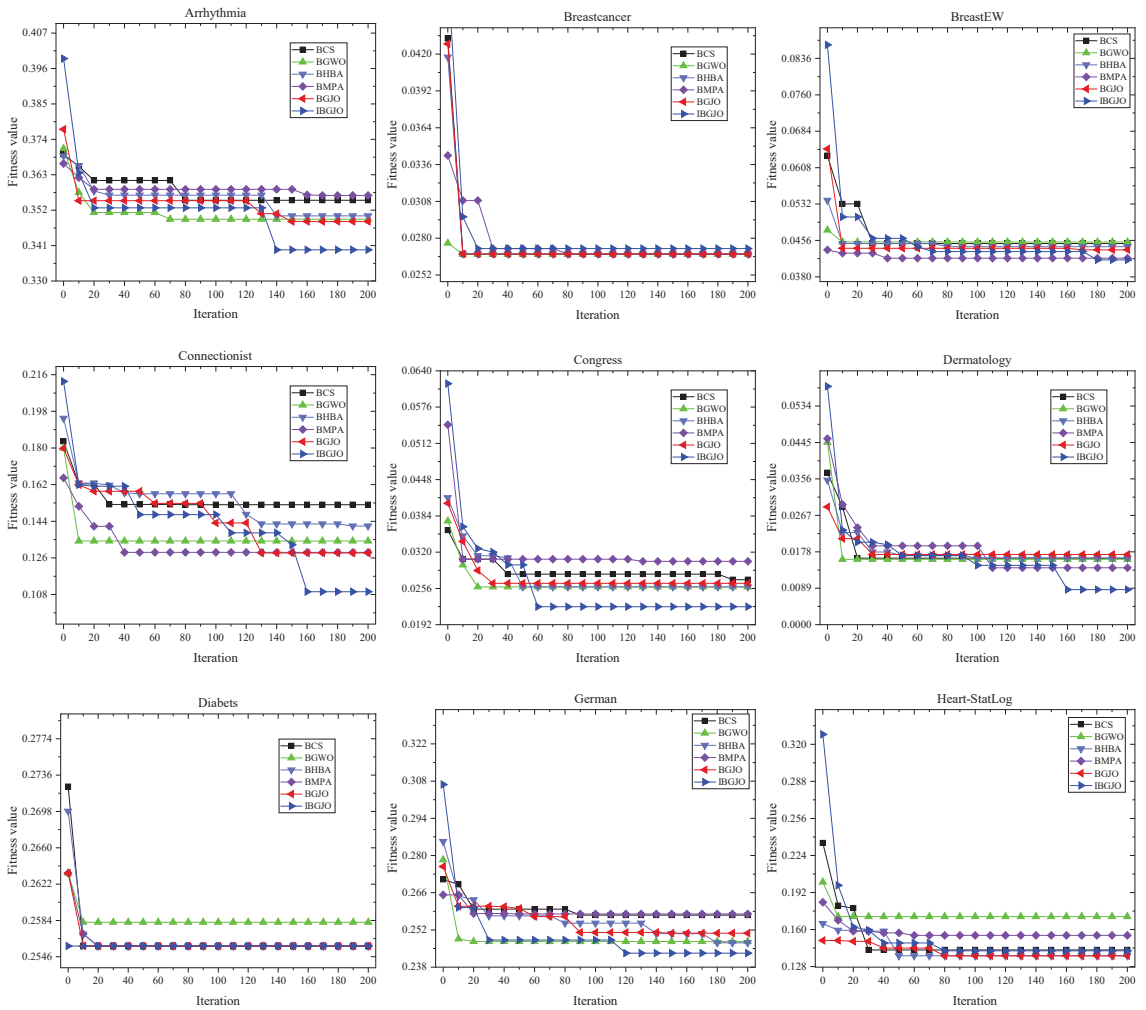 Arrhythmia
0.407
0.396
0.385
0.374
0.363
0.352
0.341
0.330
Fitness value
BCS
BGWO
BHBA
BMPA
BGJO
IBGJO
0 20 40 60 80 100 120 140 160 180 200
Iteration
Breastcancer
0.0420
0.0392
0.0364
0.0336
0.0308
0.0280
0.0252
Fitness value
BCS
BGWO
BHBA
BMPA
BGJO
IBGJO
0 20 40 60 80 100 120 140 160 180 200
Iteration
BreastEW
0.0836
0.0760
0.0684
0.0608
0.0532
0.0456
0.0380
Fitness value
BCS
BGWO
BHBA
BMPA
BGJO
IBGJO
0 20 40 60 80 100 120 140 160 180 200
Iteration
Connectionist
0.216
0.198
0.180
0.162
0.144
0.126
0.108
Fitness value
BCS
BGWO
BHBA
BMPA
BGJO
IBGJO
0 20 40 60 80 100 120 140 160 180 200
Iteration
Congress
0.0640
0.0576
0.0512
0.0448
0.0384
0.0320
0.0256
0.0192
Fitness value
BCS
BGWO
BHBA
BMPA
BGJO
IBGJO
0 20 40 60 80 100 120 140 160 180 200
Iteration
Dermatology
0.0534
0.0445
0.0356
0.0267
0.0178
0.0089
0.0000
Fitness value
BCS
BGWO
BHBA
BMPA
BGJO
IBGJO
0 20 40 60 80 100 120 140 160 180 200
Iteration
Diabets
0.2774
0.2736
0.2698
0.2660
0.2622
0.2584
0.2546
Fitness value
BCS
BGWO
BHBA
BMPA
BGJO
IBGJO
0 20 40 60 80 100 120 140 160 180 200
Iteration
German
0.322
0.308
0.294
0.280
0.266
0.252
0.238
Fitness value
BCS
BGWO
BHBA
BMPA
BGJO
IBGJO
0 20 40 60 80 100 120 140 160 180 200
Iteration
Heart-StatLog
0.320
0.288
0.256
0.224
0.192
0.160
0.128
Fitness value
BCS
BGWO
BHBA
BMPA
BGJO
IBGJO
0 20 40 60 80 100 120 140 160 180 200
Iteration